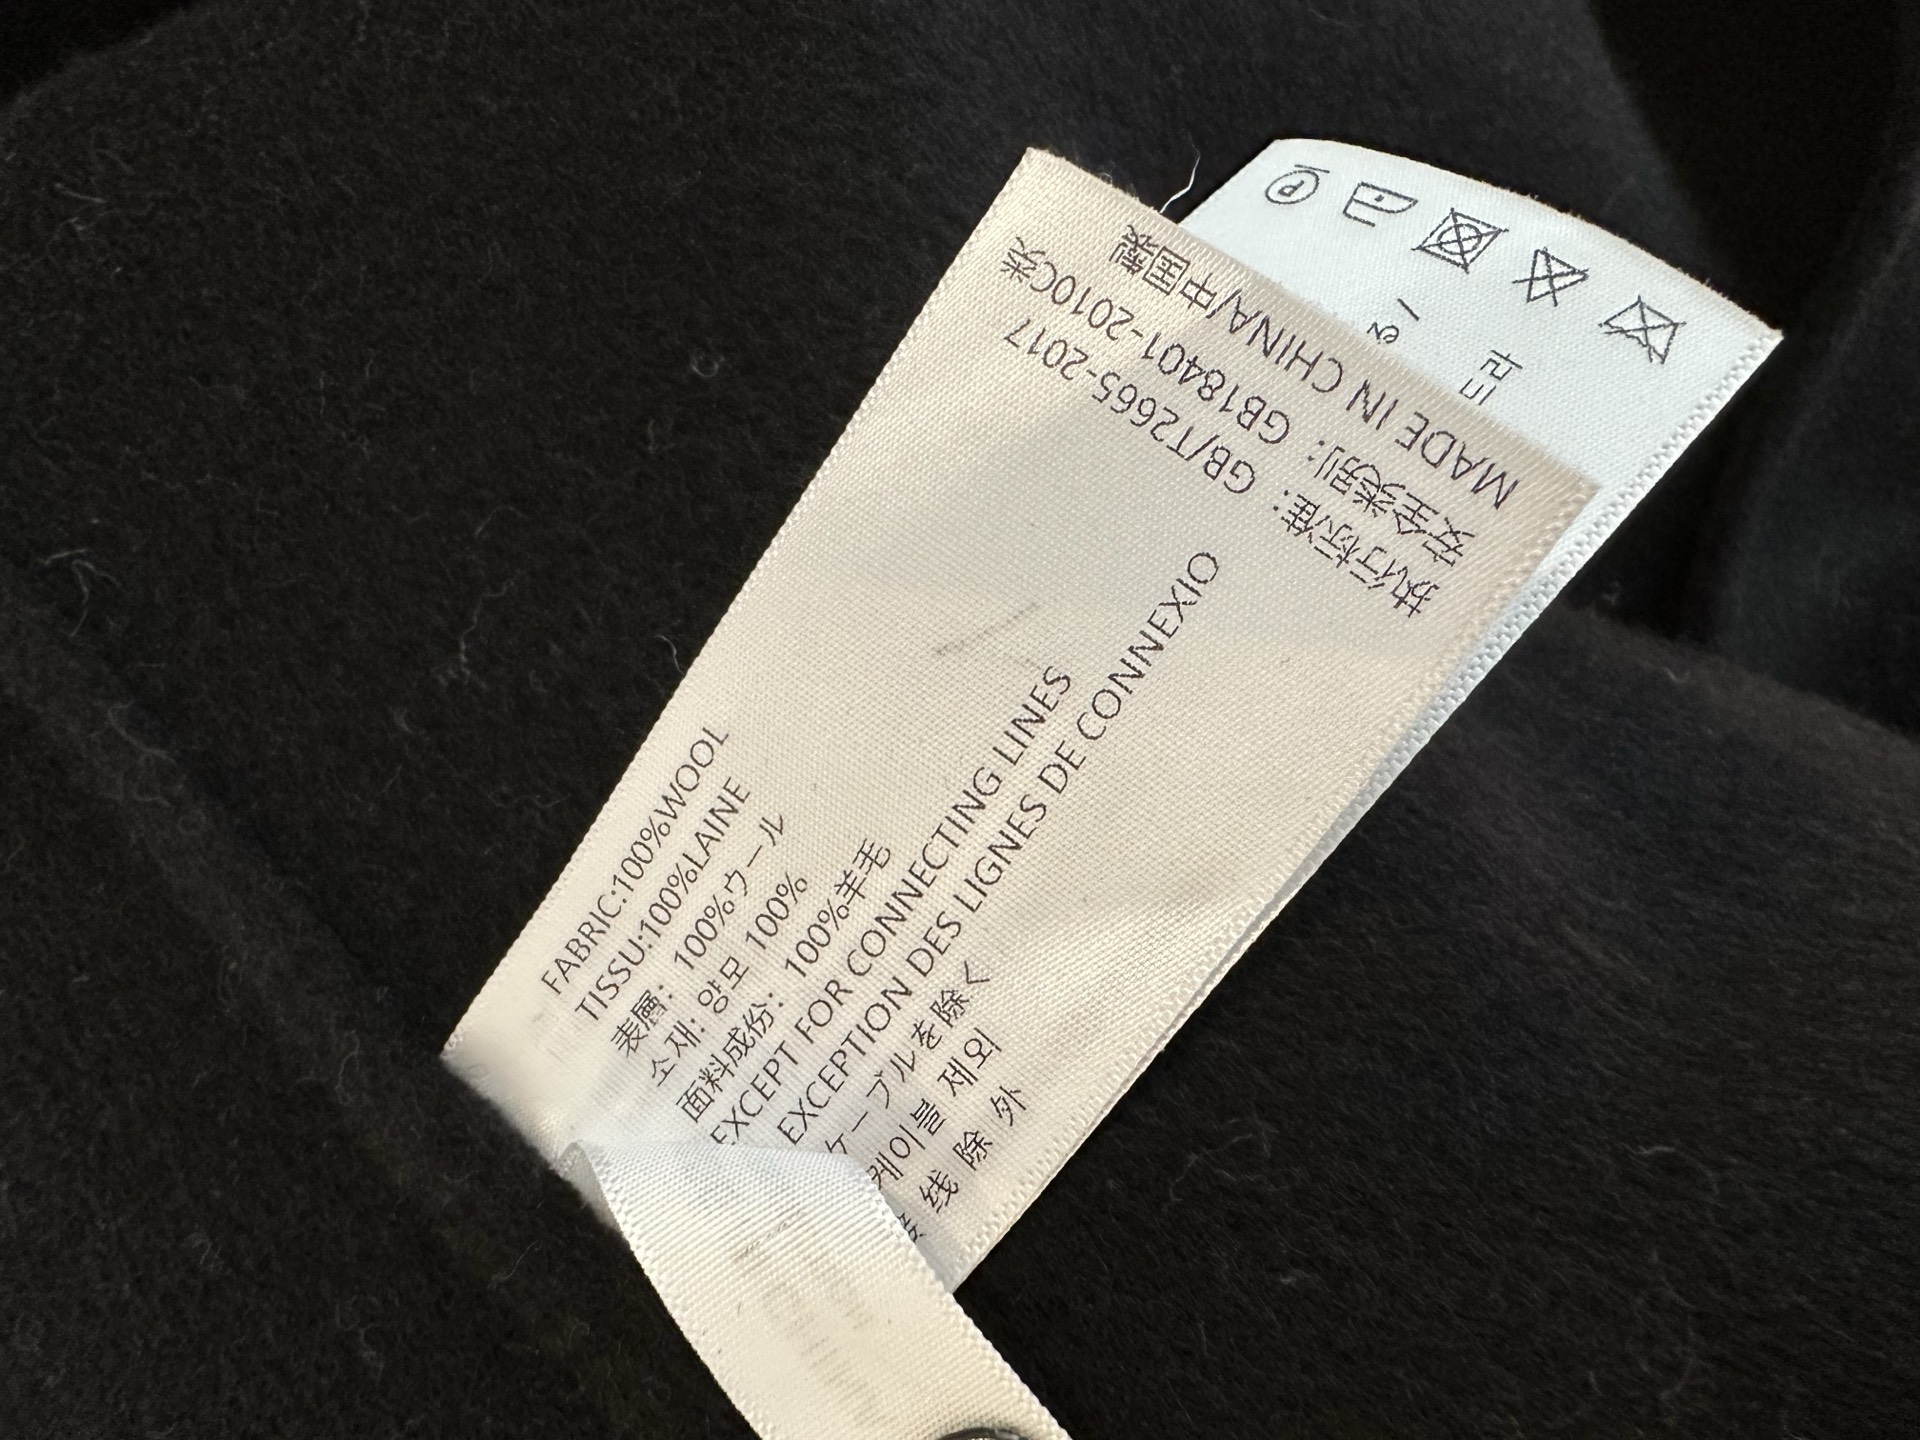 FABRIC:100%WOOL
TISSU:100%LAINE
表層: 100%ウール
소재: 양모 100%
面料成份: 100%羊毛
EXCEPT FOR CONNECTING LINES
EXCEPTION DES LIGNES DE CONNEXIO
ケーブルを除く
케이블 제외
接 线 除 外
执行标准: GB/T2665-2017
安全类别: GB18401-2010C类
MADE IN CHINA/中国製
P